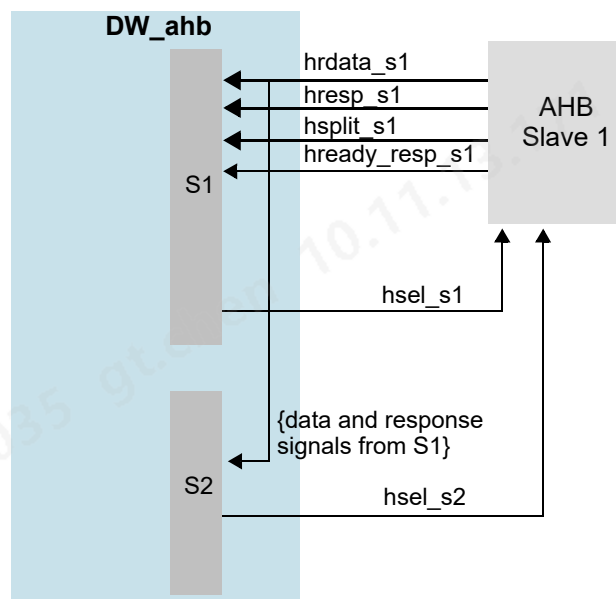 DW_ahb
hrdata_s1
hresp_s1
hsplit_s1
hready_resp_s1
AHB
Slave 1
S1
hsel_s1
{data and response
signals from S1}
S2
hsel_s2